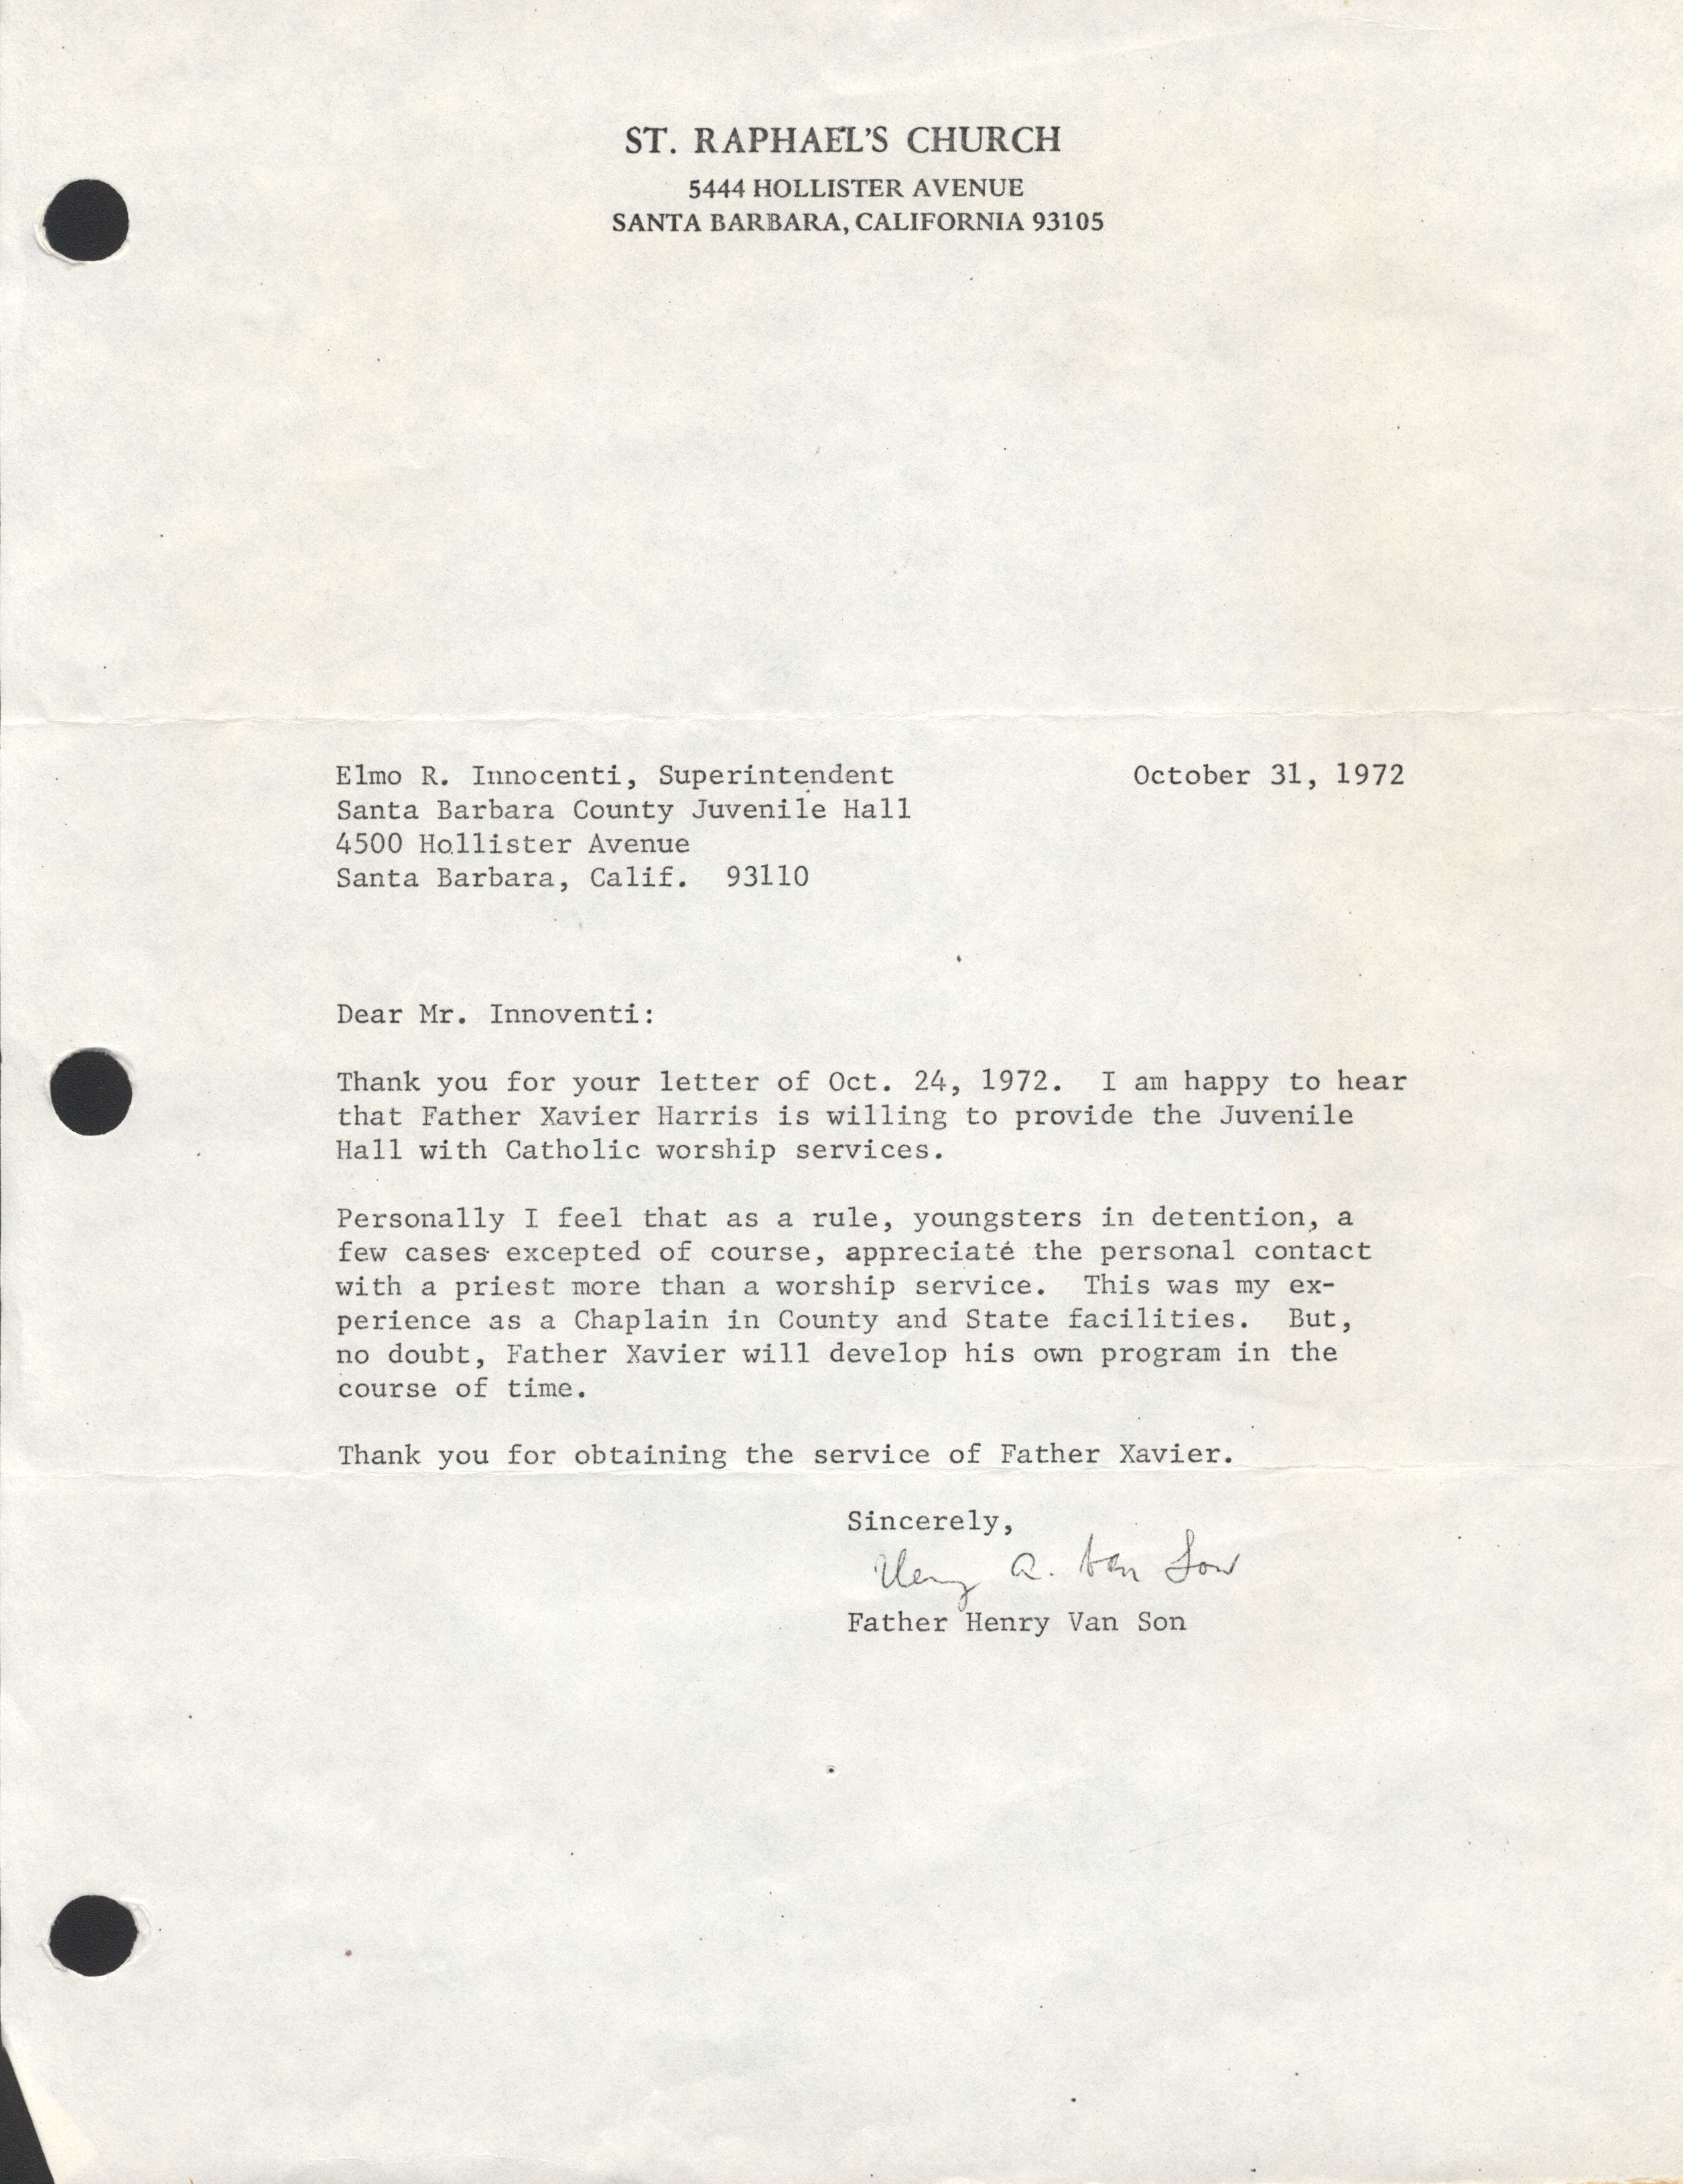 ST. RAPHAEL'S CHURCH
5444 HOLLISTER AVENUE
SANTA BARBARA, CALIFORNIA 93105
Elmo R. Innocenti, Superintendent October 31, 1972
Santa Barbara County Juvenile Hall
4500 Hollister Avenue
Santa Barbara, Calif. 93110
Dear Mr. Innoventi:
Thank you for your letter of Oct. 24, 1972. I am happy to hear
that Father Xavier Harris is willing to provide the Juvenile
Hall with Catholic worship services.
Personally I feel that as a rule, youngsters in detention, a
few cases excepted of course, appreciate the personal contact
with a priest more than a worship service. This was my ex-
perience as a Chaplain in County and State facilities. But,
no doubt, Father Xavier will develop his own program in the
course of time.
Thank you for obtaining the service of Father Xavier.
Sincerely,
Henry A. Van Son
Father Henry Van Son